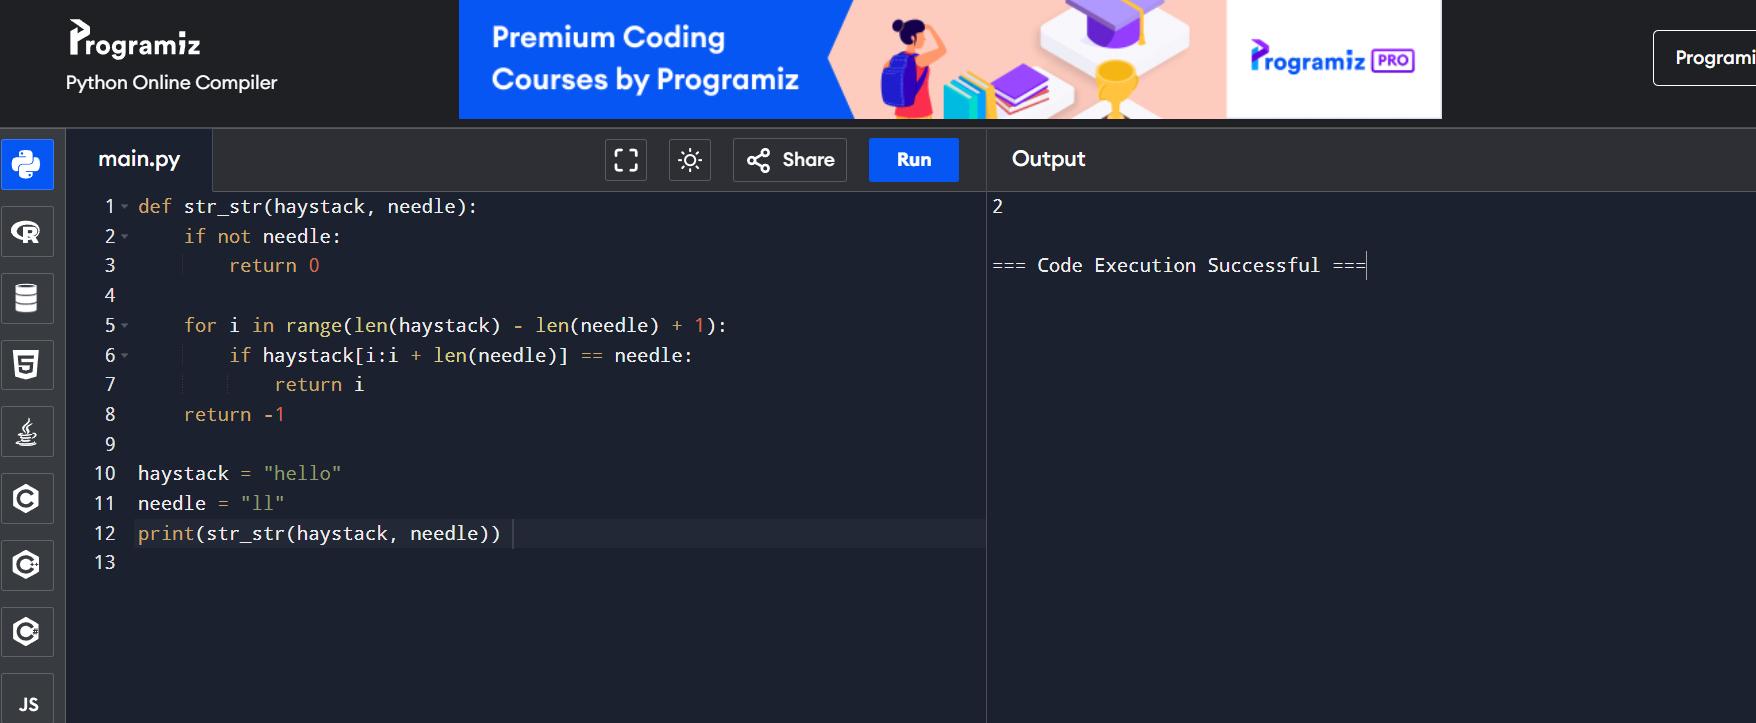 Programiz
Python Online Compiler
Premium Coding
Courses by Programiz
Programiz PRO
Programi
main.py
Share
Run
Output
1 def str_str(haystack, needle):
2     if not needle:
3         return 0
4
5     for i in range(len(haystack) - len(needle) + 1):
6         if haystack[i:i + len(needle)] == needle:
7             return i
8     return -1
9
10 haystack = "hello"
11 needle = "ll"
12 print(str_str(haystack, needle))
13
2
=== Code Execution Successful ===
R
5
C
C++
C#
JS